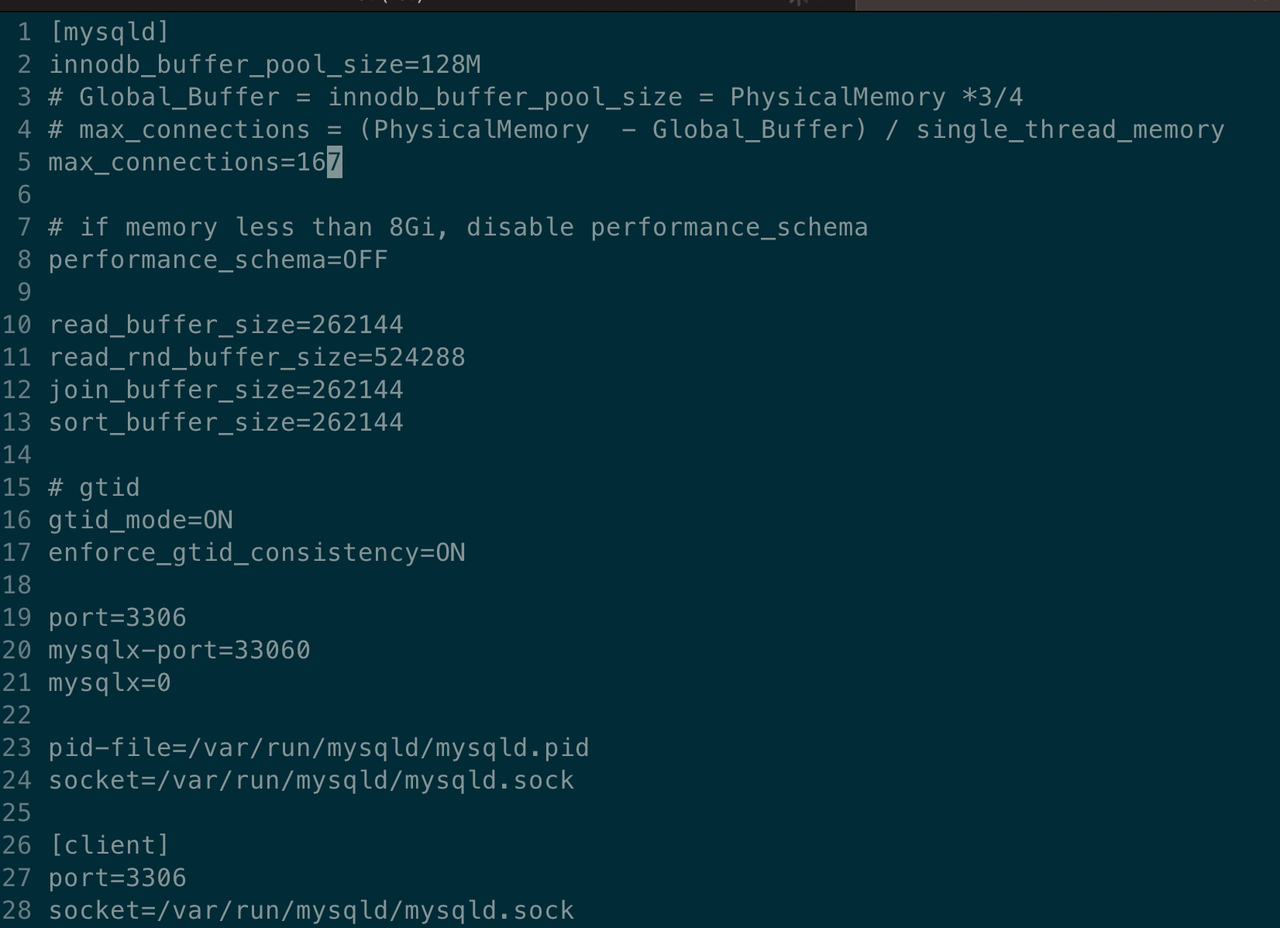 1 [mysqld]
2 innodb_buffer_pool_size=128M
3 # Global_Buffer = innodb_buffer_pool_size = PhysicalMemory *3/4
4 # max_connections = (PhysicalMemory  - Global_Buffer) / single_thread_memory
5 max_connections=167
6
7 # if memory less than 8Gi, disable performance_schema
8 performance_schema=OFF
9
10 read_buffer_size=262144
11 read_rnd_buffer_size=524288
12 join_buffer_size=262144
13 sort_buffer_size=262144
14
15 # gtid
16 gtid_mode=ON
17 enforce_gtid_consistency=ON
18
19 port=3306
20 mysqlx-port=33060
21 mysqlx=0
22
23 pid-file=/var/run/mysqld/mysqld.pid
24 socket=/var/run/mysqld/mysqld.sock
25
26 [client]
27 port=3306
28 socket=/var/run/mysqld/mysqld.sock